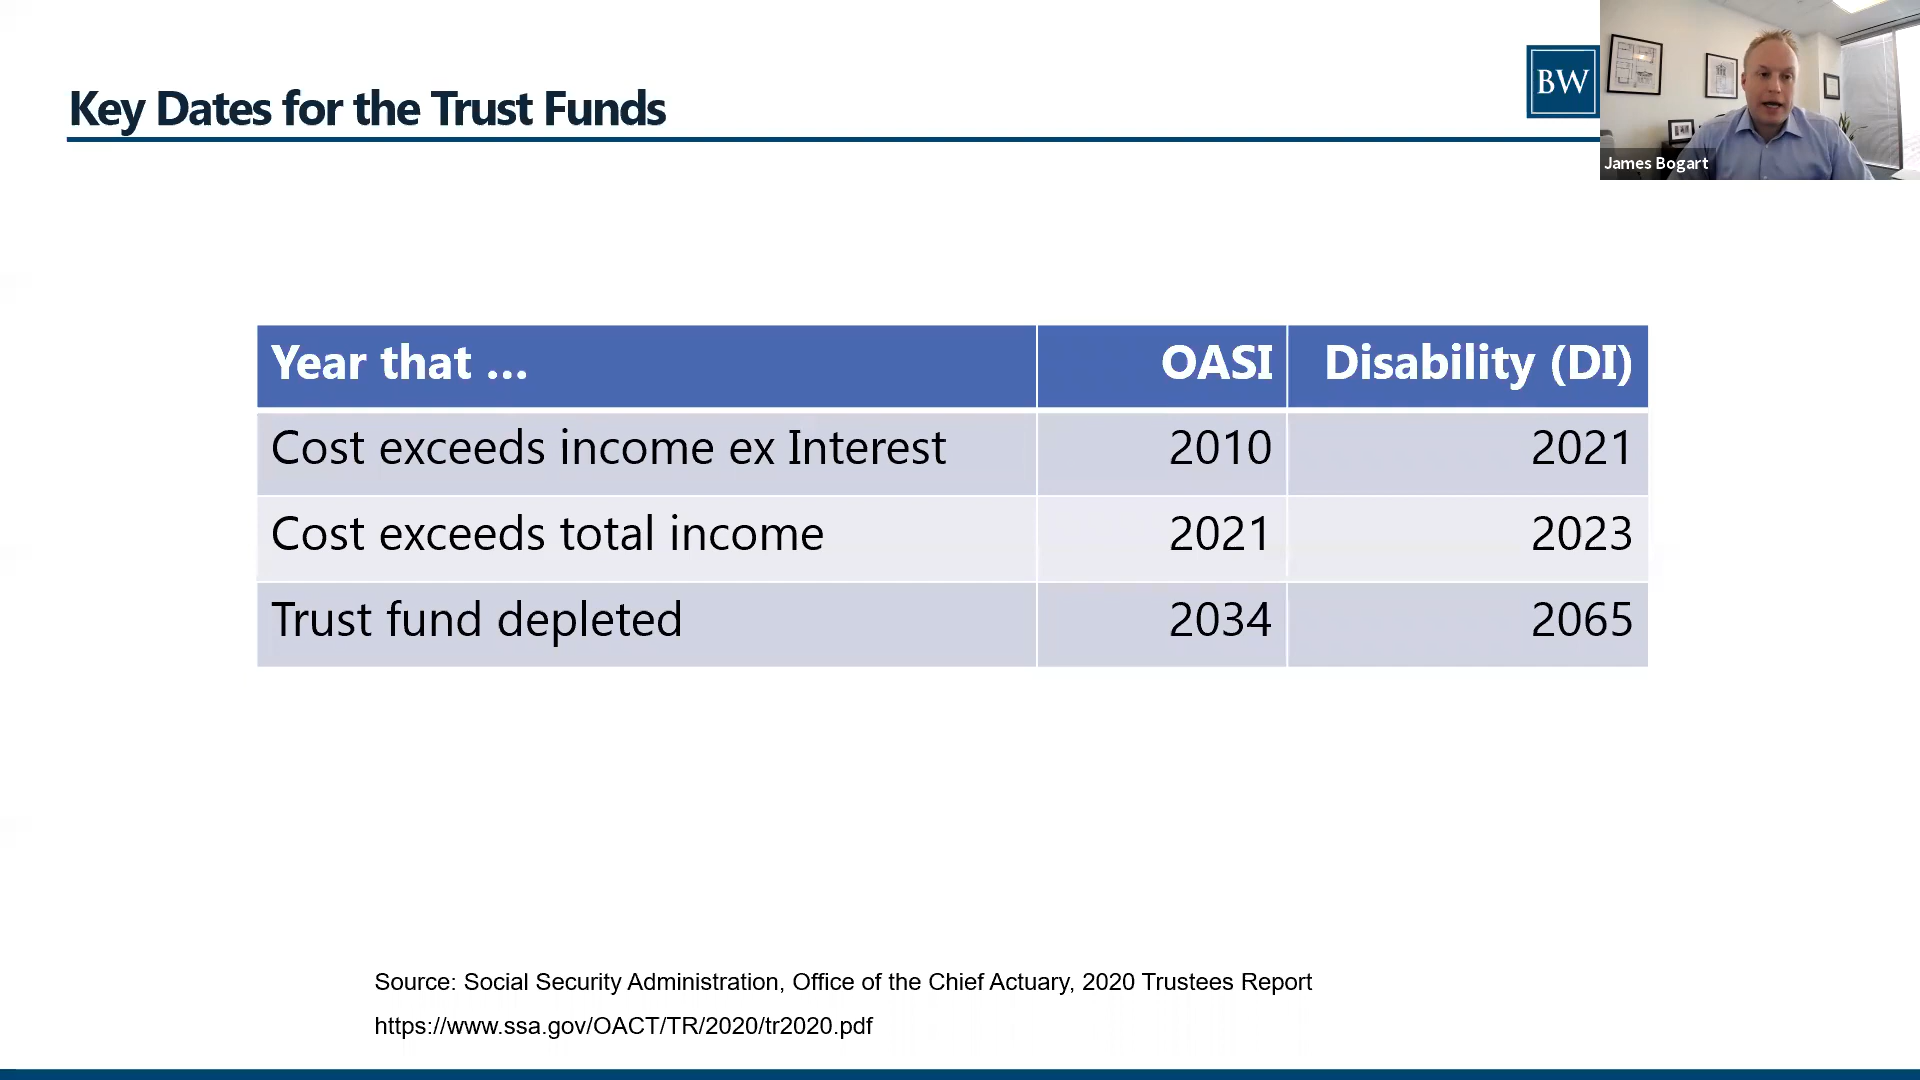 Key Dates for the Trust Funds
BW
James Bogart
Year that ... OASI Disability (DI)
Cost exceeds income ex Interest 2010 2021
Cost exceeds total income 2021 2023
Trust fund depleted 2034 2065
Source: Social Security Administration, Office of the Chief Actuary, 2020 Trustees Report
https://www.ssa.gov/OACT/TR/2020/tr2020.pdf